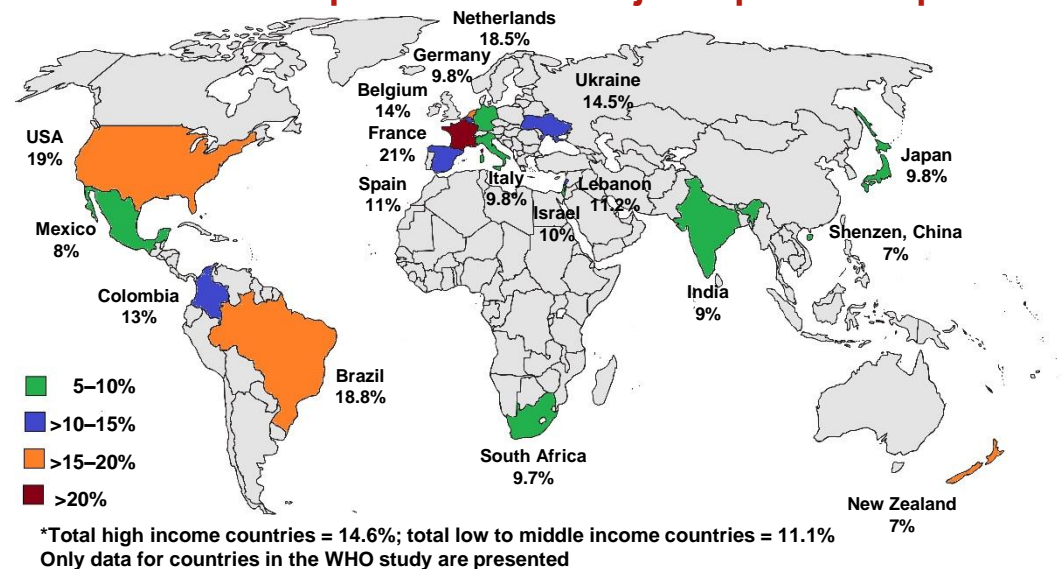 Netherlands
18.5%
Germany
9.8%
Belgium
14%
Ukraine
14.5%
France
21%
USA
19%
Japan
9.8%
Spain
11%
Italy
9.8%
Lebanon
11.2%
Israel
10%
Mexico
8%
Shenzen, China
7%
Colombia
13%
India
9%
Brazil
18.8%
5–10%
>10–15%
>15–20%
>20%
South Africa
9.7%
New Zealand
7%
*Total high income countries = 14.6%; total low to middle income countries = 11.1%
Only data for countries in the WHO study are presented